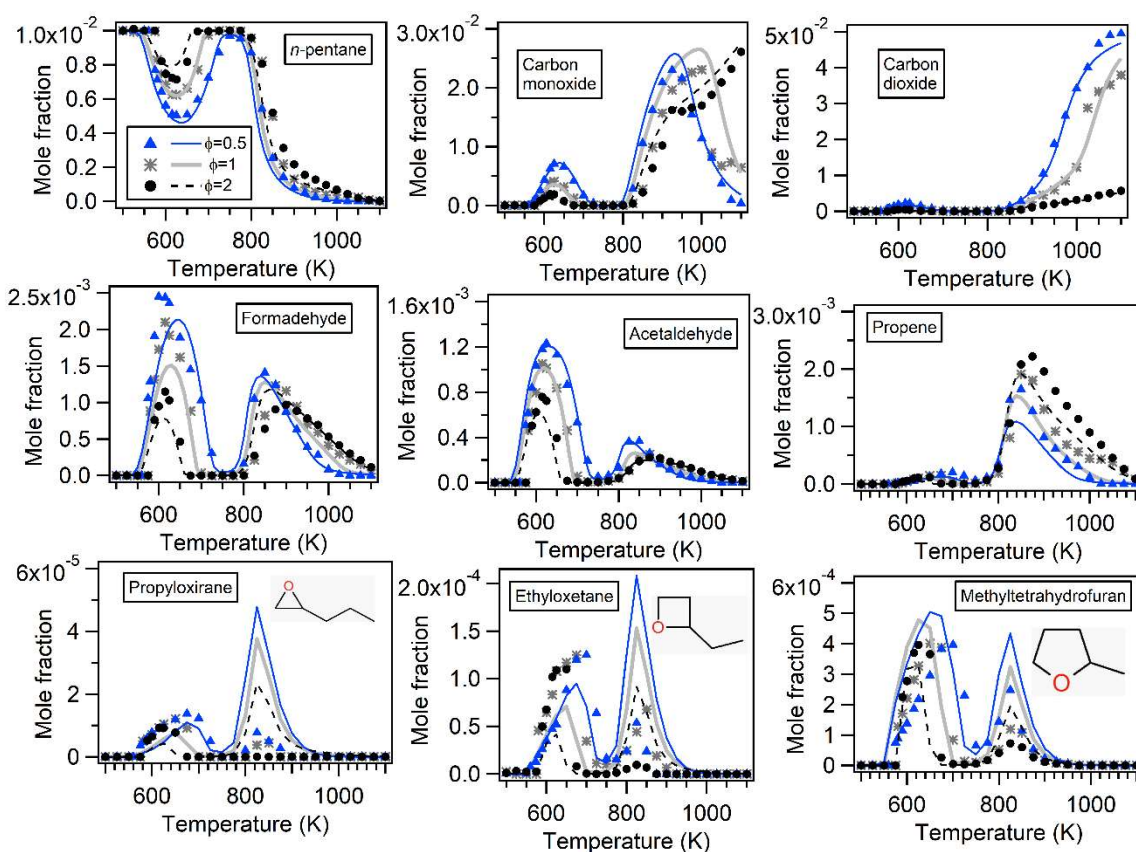 1.0x10⁻²
0.8
0.6
0.4
0.2
0.0
Mole fraction
n-pentane
ϕ=0.5
ϕ=1
ϕ=2
600
800
1000
Temperature (K)
3.0x10⁻²
2.0
1.0
0.0
Mole fraction
Carbon
monoxide
600
800
1000
Temperature (K)
5x10⁻²
4
3
2
1
0
Mole fraction
Carbon
dioxide
600
800
1000
Temperature (K)
2.5x10⁻³
2.0
1.5
1.0
0.5
0.0
Mole fraction
Formadehyde
600
800
1000
Temperature (K)
1.6x10⁻³
1.2
0.8
0.4
0.0
Mole fraction
Acetaldehyde
600
800
1000
Temperature (K)
3.0x10⁻³
2.0
1.0
0.0
Mole fraction
Propene
600
800
1000
Temperature (K)
6x10⁻⁵
4
2
0
Mole fraction
Propyloxirane
O
600
800
1000
Temperature (K)
2.0x10⁻⁴
1.5
1.0
0.5
0.0
Mole fraction
Ethyloxetane
O
600
800
1000
Temperature (K)
6x10⁻⁴
5
4
3
2
1
0
Mole fraction
Methyltetrahydrofuran
O
600
800
1000
Temperature (K)